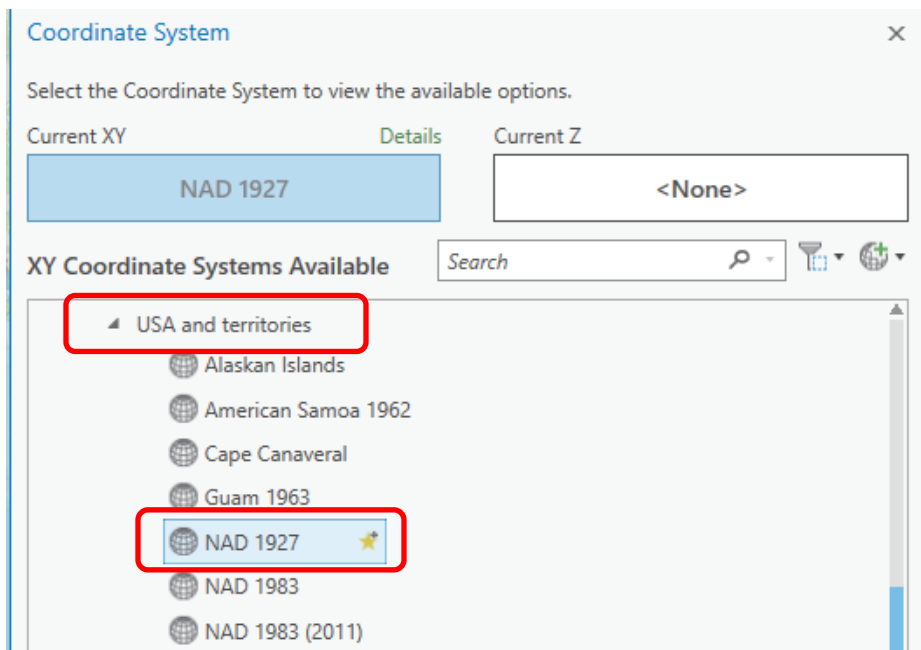 Coordinate System
Select the Coordinate System to view the available options.
Current XY Details Current Z
NAD 1927 <None>
XY Coordinate Systems Available Search
USA and territories
Alaskan Islands
American Samoa 1962
Cape Canaveral
Guam 1963
NAD 1927
NAD 1983
NAD 1983 (2011)